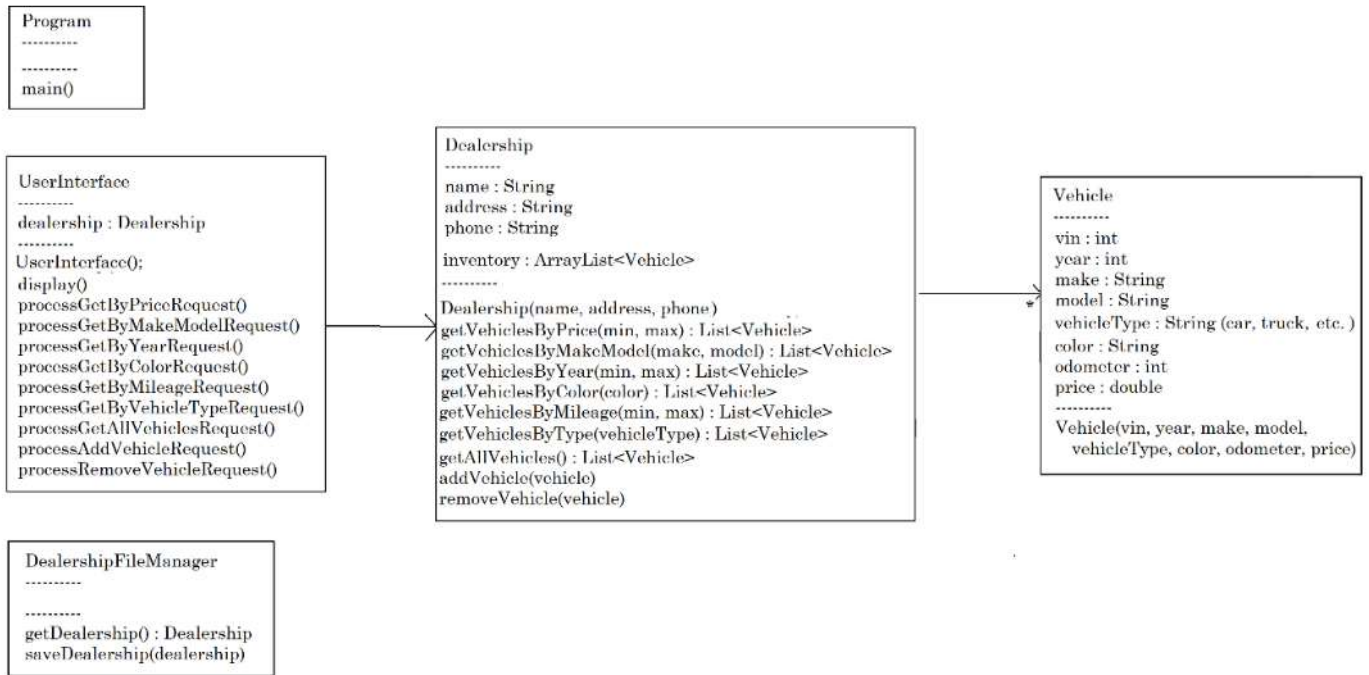 Program
----------
----------
main()
UserInterface
----------
dealership : Dealership
----------
UserInterface();
display()
processGetByPriceRequest()
processGetByMakeModelRequest()
processGetByYearRequest()
processGetByColorRequest()
processGetByMileageRequest()
processGetByVehicleTypeRequest()
processGetAllVehiclesRequest()
processAddVehicleRequest()
processRemoveVehicleRequest()
Dealership
----------
name : String
address : String
phone : String
inventory : ArrayList<Vehicle>
----------
Dealership(name, address, phone)
getVehiclesByPrice(min, max) : List<Vehicle>
getVehiclesByMakeModel(make, model) : List<Vehicle>
getVehiclesByYear(min, max) : List<Vehicle>
getVehiclesByColor(color) : List<Vehicle>
getVehiclesByMileage(min, max) : List<Vehicle>
getVehiclesByType(vehicleType) : List<Vehicle>
getAllVehicles() : List<Vehicle>
addVehicle(vehicle)
removeVehicle(vehicle)
*
Vehicle
----------
vin : int
year : int
make : String
model : String
vehicleType : String (car, truck, etc. )
color : String
odometer : int
price : double
----------
Vehicle(vin, year, make, model,
vehicleType, color, odometer, price)
DealershipFileManager
----------
----------
getDealership() : Dealership
saveDealership(dealership)